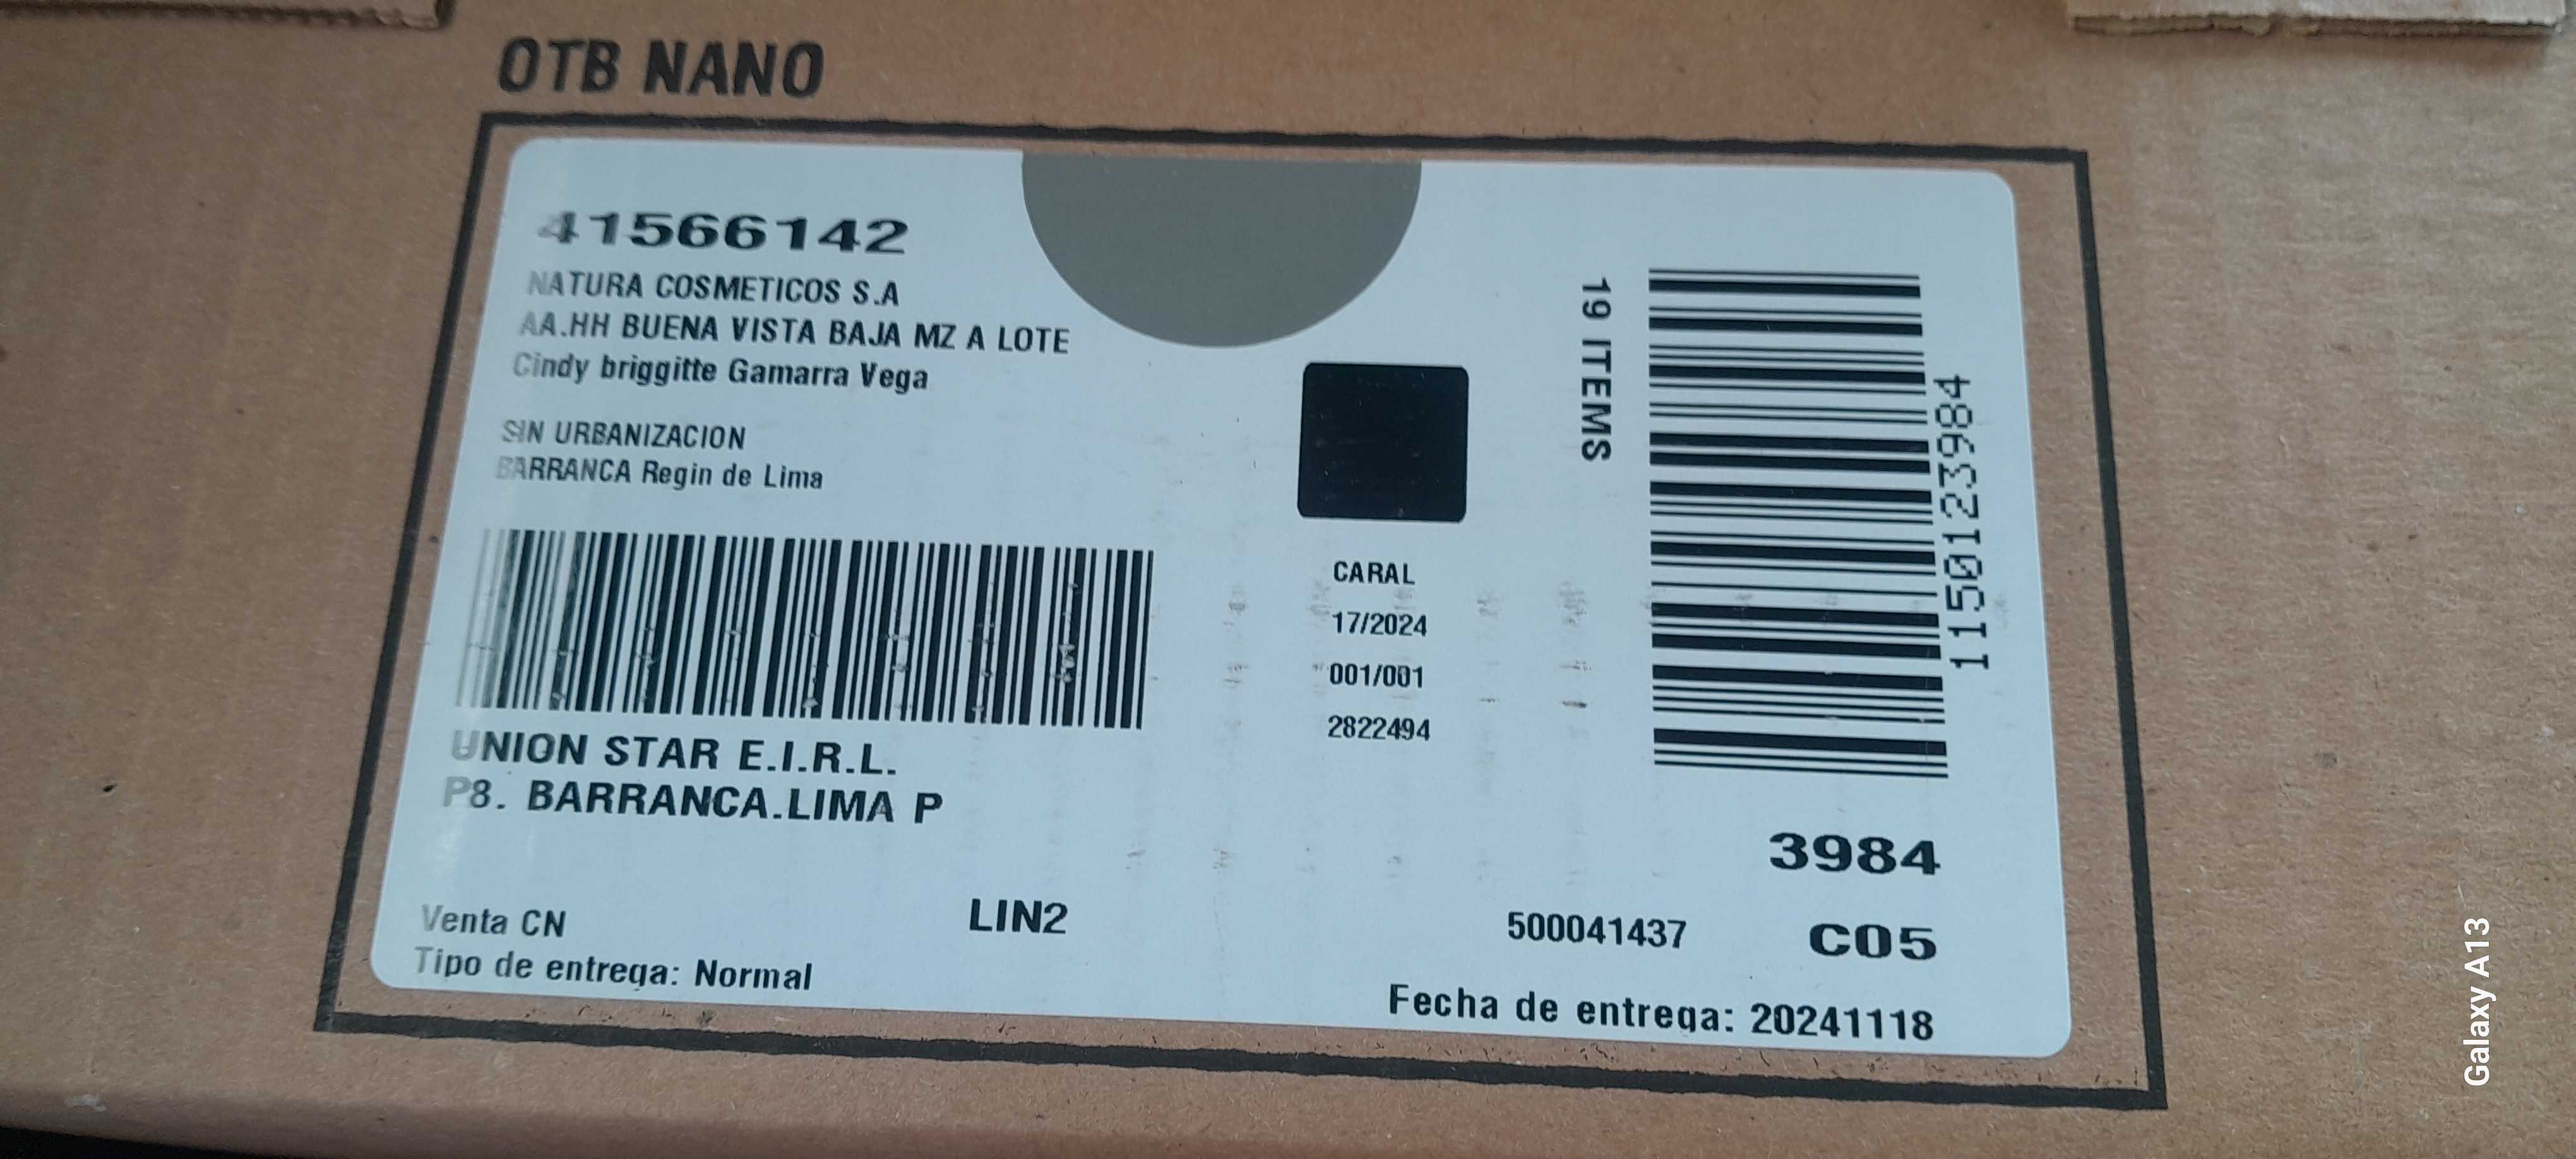 OTB NANO
41566142
NATURA COSMETICOS S.A
AA.HH BUENA VISTA BAJA MZ A LOTE
Cindy briggitte Gamarra Vega
SIN URBANIZACION
BARRANCA Regin de Lima
UNION STAR E.I.R.L.
P8. BARRANCA.LIMA P
Venta CN
Tipo de entrega: Normal
LIN2
CARAL
17/2024
001/001
2822494
19 ITEMS
1150123984
3984
500041437
C05
Fecha de entrega: 20241118
Galaxy A13